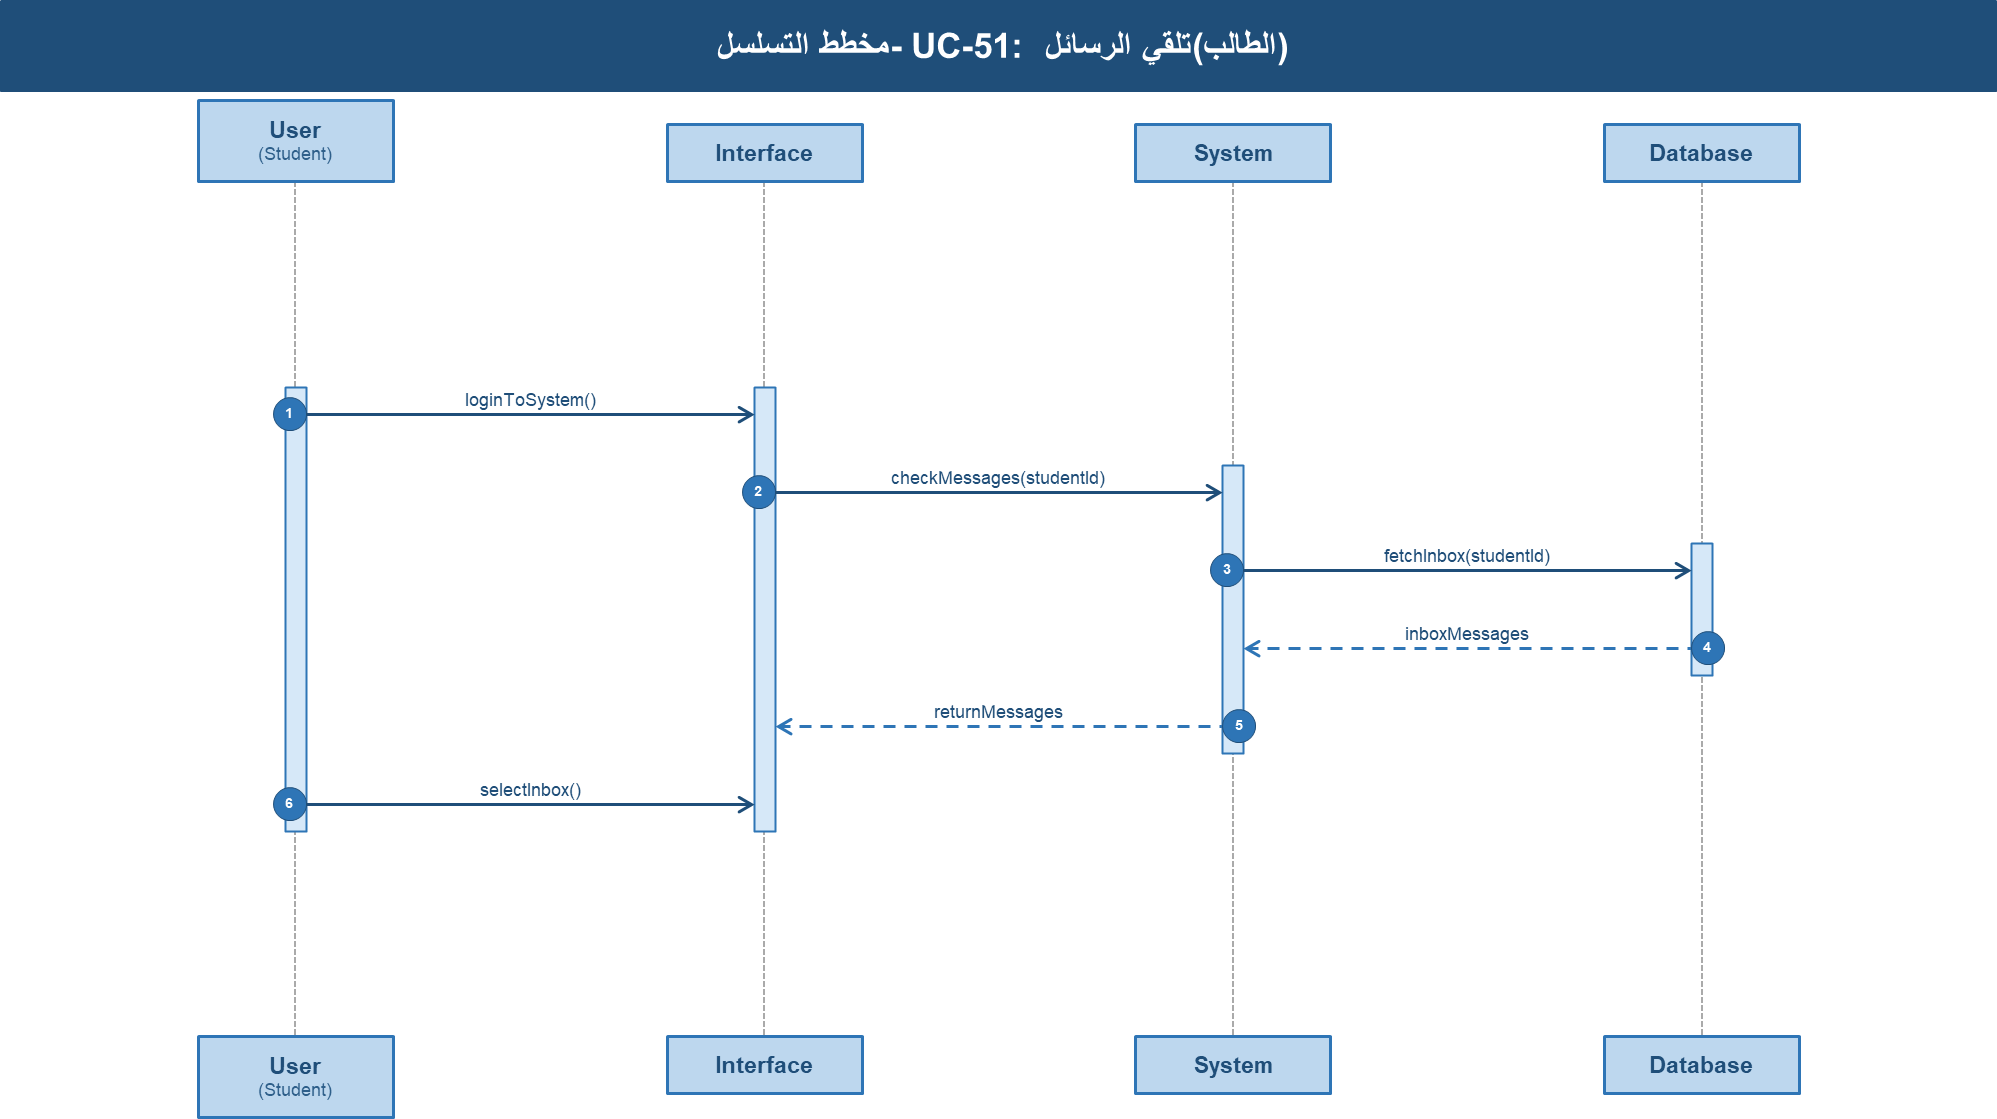 مخطط التسلسل- UC-51: تلقي الرسائل(الطالب)
User
(Student)
Interface
System
Database
1 loginToSystem()
2 checkMessages(studentId)
3 fetchInbox(studentId)
inboxMessages 4
returnMessages 5
6 selectInbox()
User
(Student)
Interface
System
Database